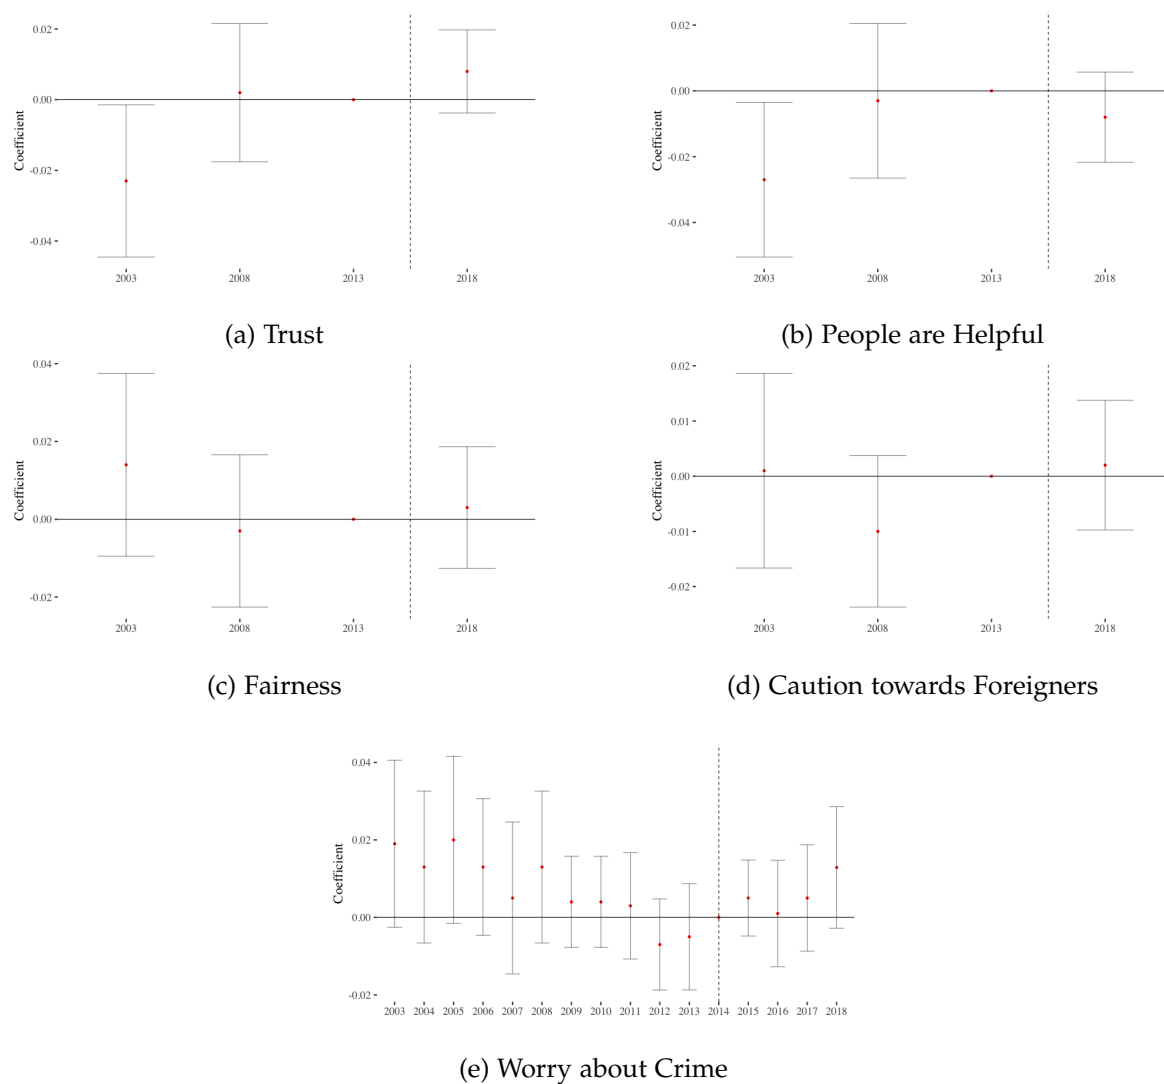 0.02
0.00
-0.02
-0.04
Coefficient
2003 2008 2013 2018
(a) Trust
0.02
0.00
-0.02
-0.04
Coefficient
2003 2008 2013 2018
(b) People are Helpful
0.04
0.02
0.00
-0.02
Coefficient
2003 2008 2013 2018
(c) Fairness
0.02
0.01
0.00
-0.01
-0.02
Coefficient
2003 2008 2013 2018
(d) Caution towards Foreigners
0.04
0.02
0.00
-0.02
Coefficient
2003 2004 2005 2006 2007 2008 2009 2010 2011 2012 2013 2014 2015 2016 2017 2018
(e) Worry about Crime